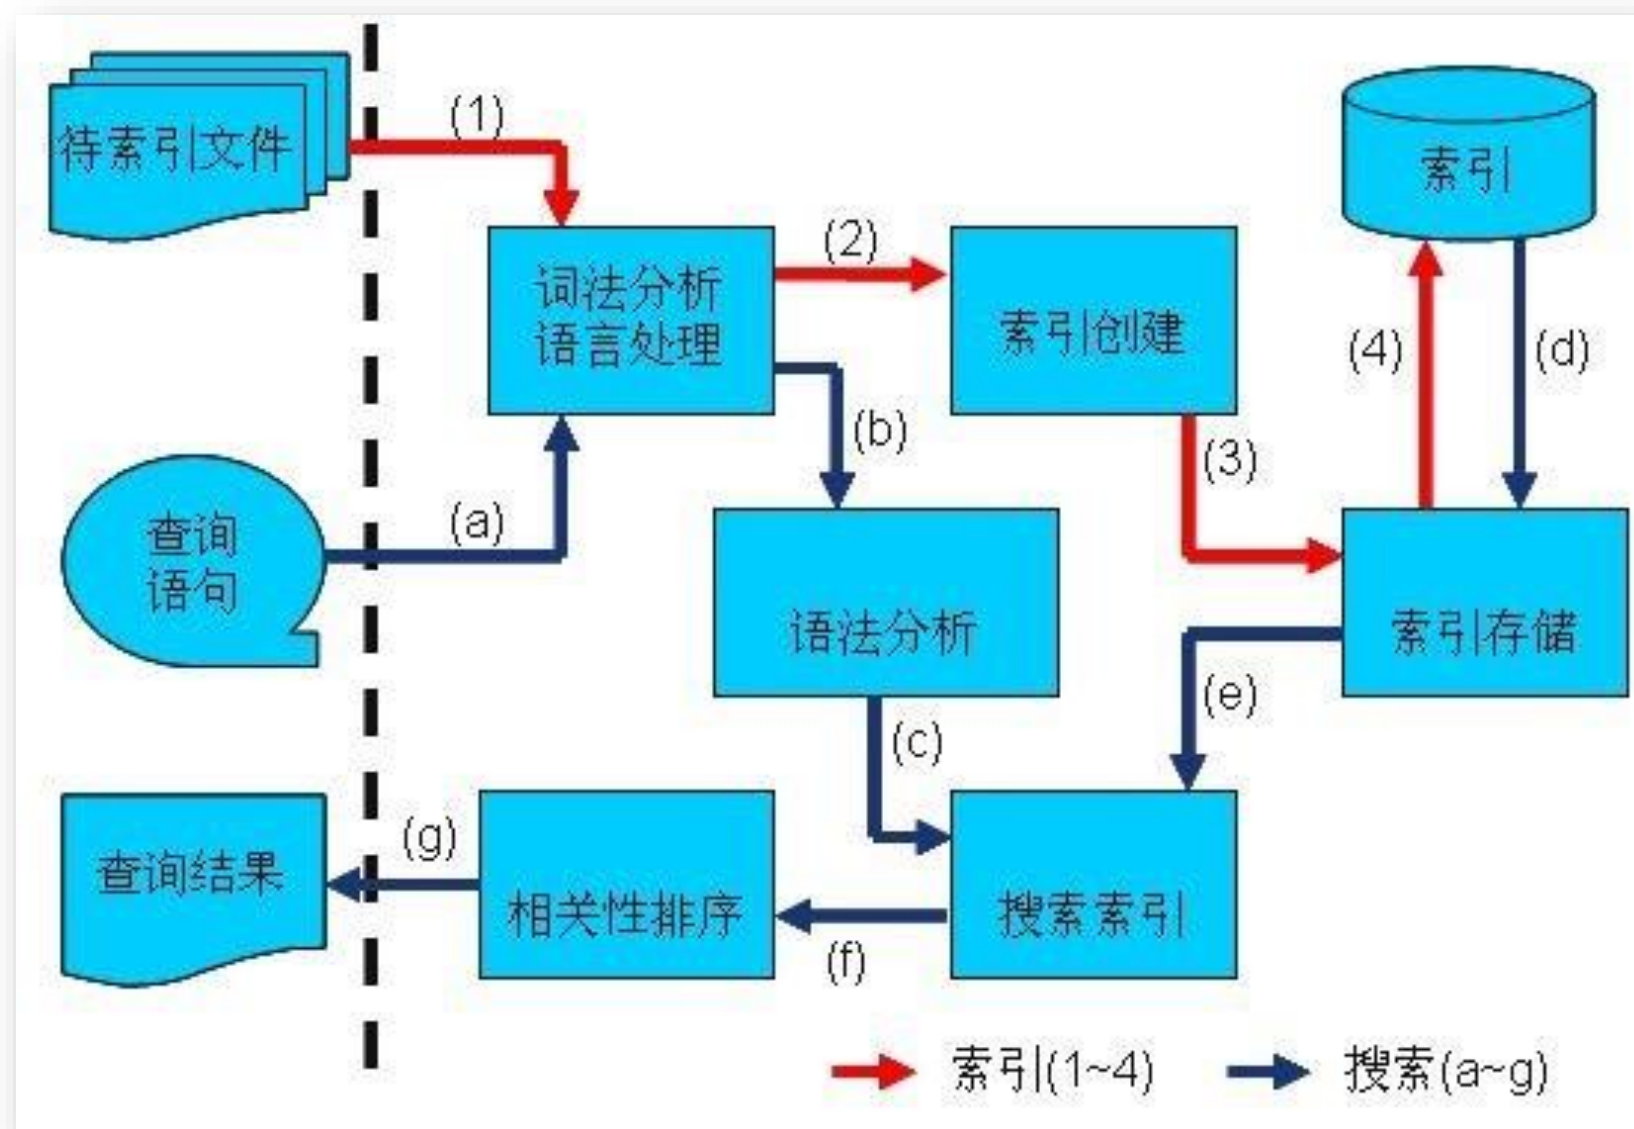 待索引文件
(1)
索引
词法分析
语言处理
(2)
索引创建
(4)
(d)
(b)
(3)
查询
语句
(a)
语法分析
索引存储
(c)
(e)
查询结果
(g)
相关性排序
(f)
搜索索引
索引(1~4)
搜索(a~g)